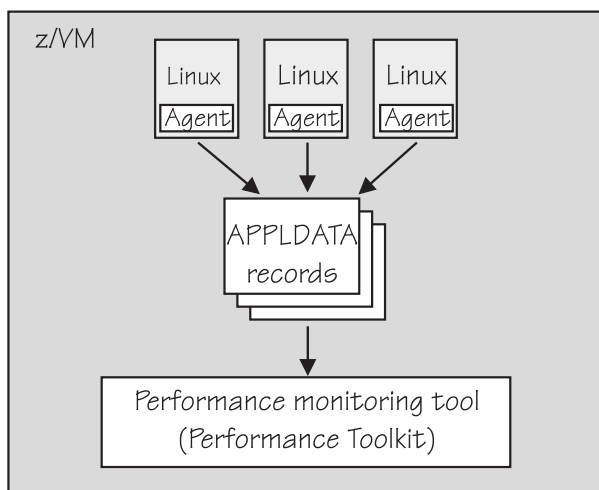 z/VM
Linux Linux Linux
Agent Agent Agent
APPLDATA
records
Performance monitoring tool
(Performance Toolkit)